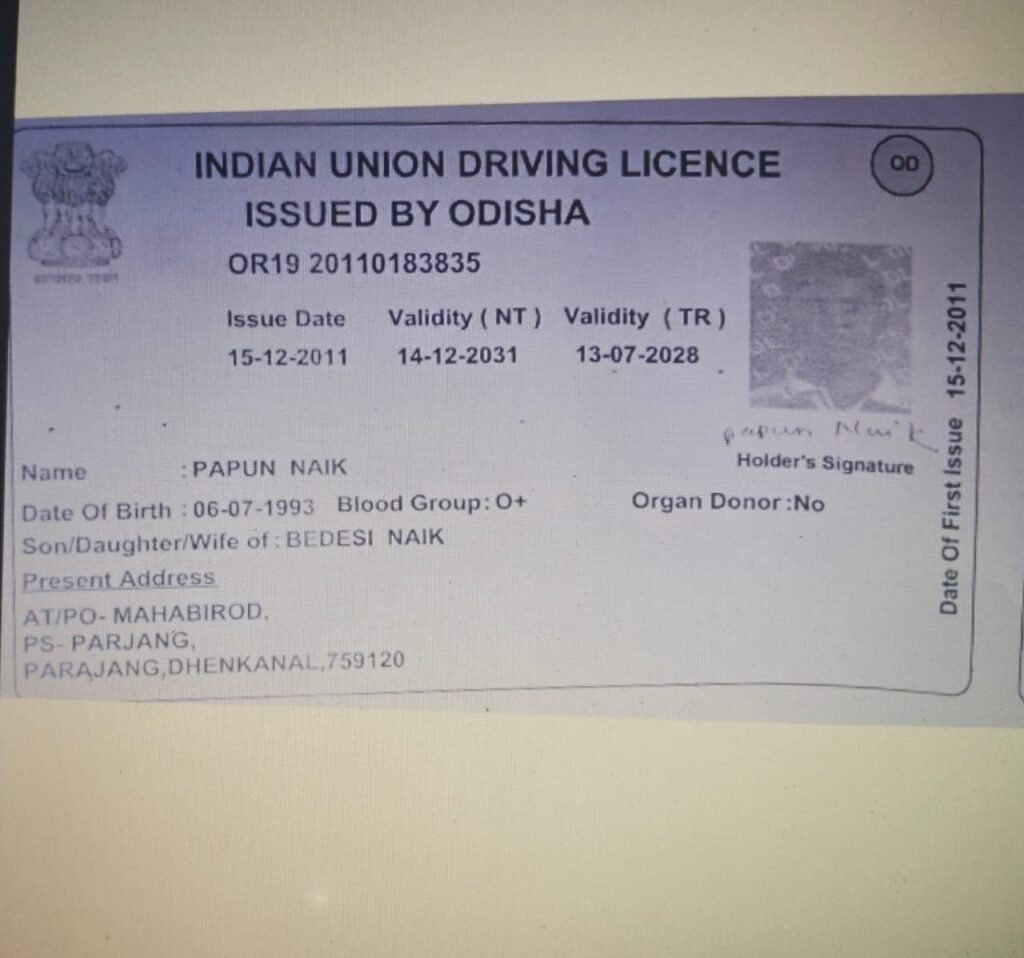 INDIAN UNION DRIVING LICENCE
OD
ISSUED BY ODISHA
OR19 20110183835
Issue Date Validity ( NT ) Validity ( TR )
15-12-2011 14-12-2031 13-07-2028
papun Naik
Holder's Signature
Date Of First Issue 15-12-2011
Name :PAPUN NAIK
Date Of Birth : 06-07-1993 Blood Group: O+ Organ Donor :No
Son/Daughter/Wife of : BEDESI NAIK
Present Address
AT/PO- MAHABIROD,
PS- PARJANG,
PARAJANG,DHENKANAL,759120